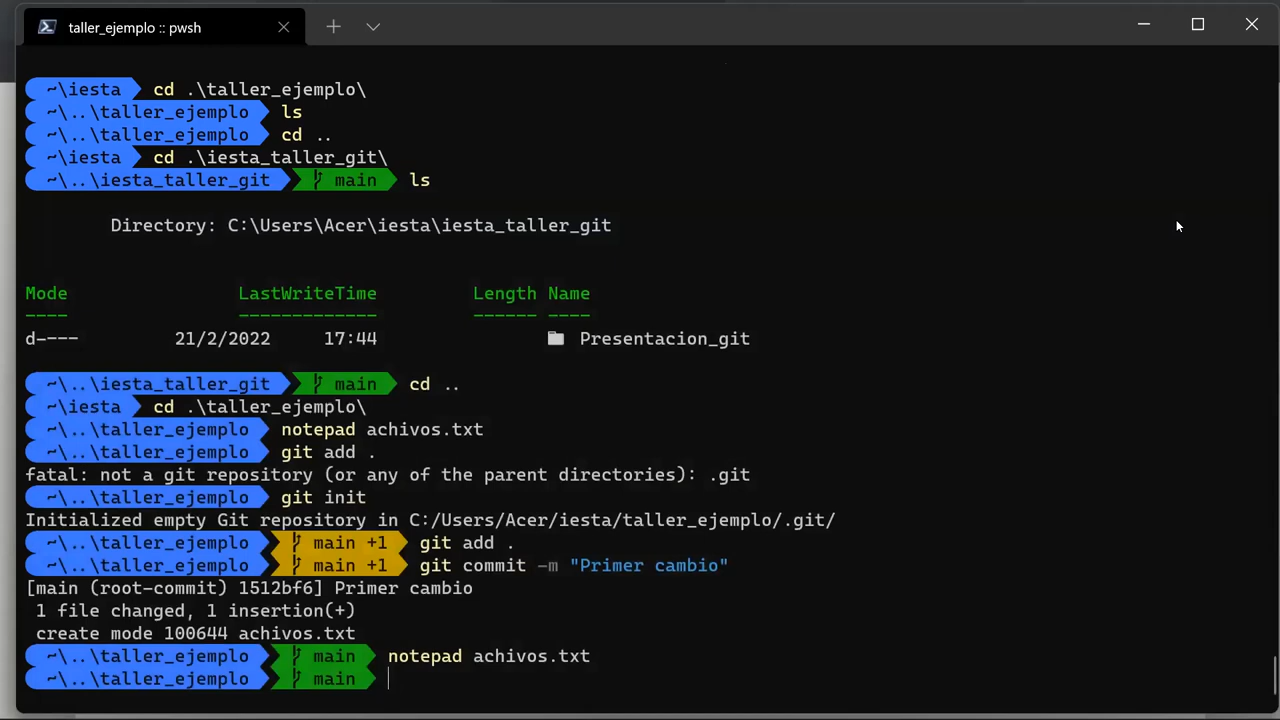 taller_ejemplo :: pwsh
~\iesta cd .\taller_ejemplo\
~\..\taller_ejemplo ls
~\..\taller_ejemplo cd ..
~\iesta cd .\iesta_taller_git\
~\..\iesta_taller_git main ls
Directory: C:\Users\Acer\iesta\iesta_taller_git
Mode LastWriteTime Length Name
---- ------------- ------ ----
d---- 21/2/2022 17:44 Presentacion_git
~\..\iesta_taller_git main cd ..
~\iesta cd .\taller_ejemplo\
~\..\taller_ejemplo notepad achivos.txt
~\..\taller_ejemplo git add .
fatal: not a git repository (or any of the parent directories): .git
~\..\taller_ejemplo git init
Initialized empty Git repository in C:/Users/Acer/iesta/taller_ejemplo/.git/
~\..\taller_ejemplo main +1 git add .
~\..\taller_ejemplo main +1 git commit -m "Primer cambio"
[main (root-commit) 1512bf6] Primer cambio
1 file changed, 1 insertion(+)
create mode 100644 achivos.txt
~\..\taller_ejemplo main notepad achivos.txt
~\..\taller_ejemplo main